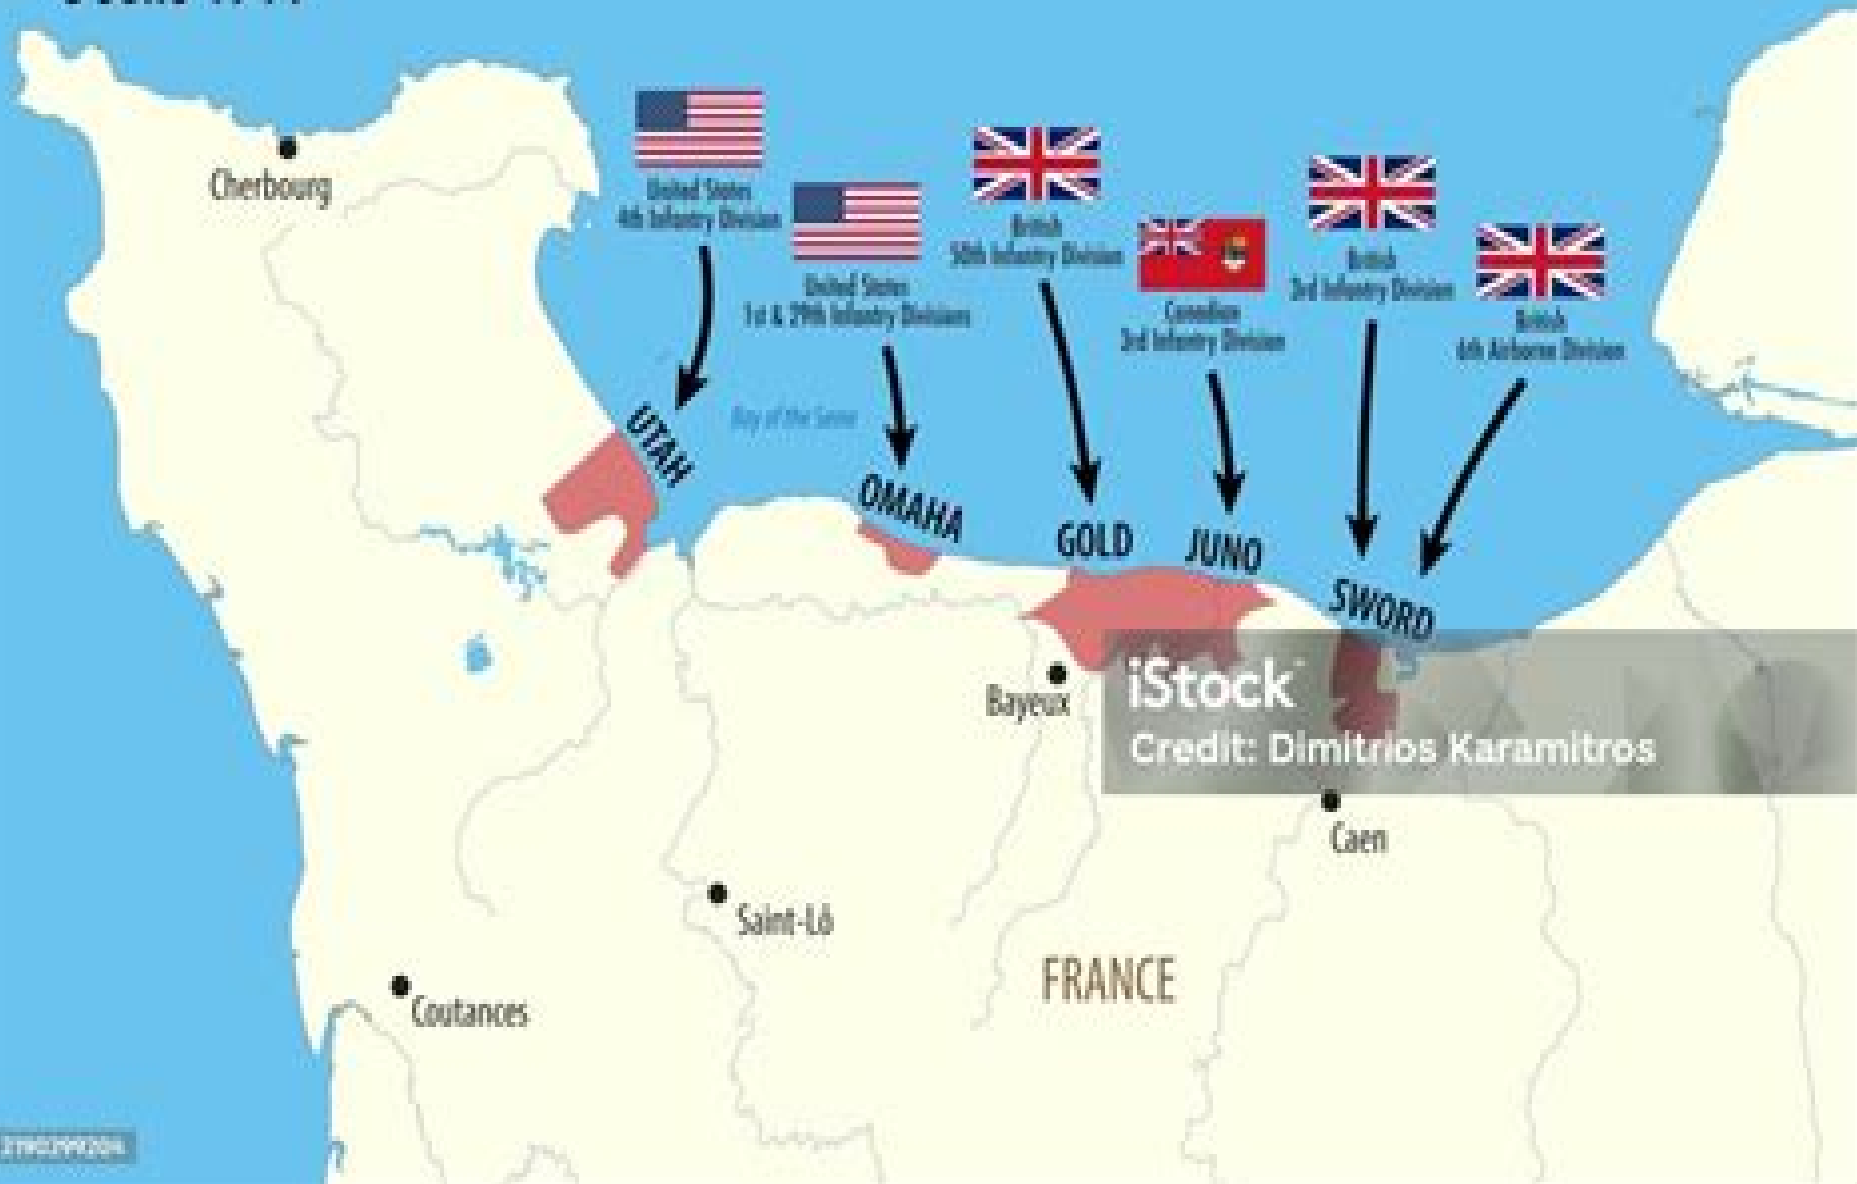 Cherbourg
United States
4th Infantry Division
United States
1st & 29th Infantry Divisions
British
50th Infantry Division
Canadian
3rd Infantry Division
British
3rd Infantry Division
British
6th Airborne Division
Bay of the Seine
UTAH
OMAHA
GOLD
JUNO
SWORD
Bayeux
iStock
Credit: Dimitrios Karamitros
Caen
Saint-Lô
FRANCE
Coutances